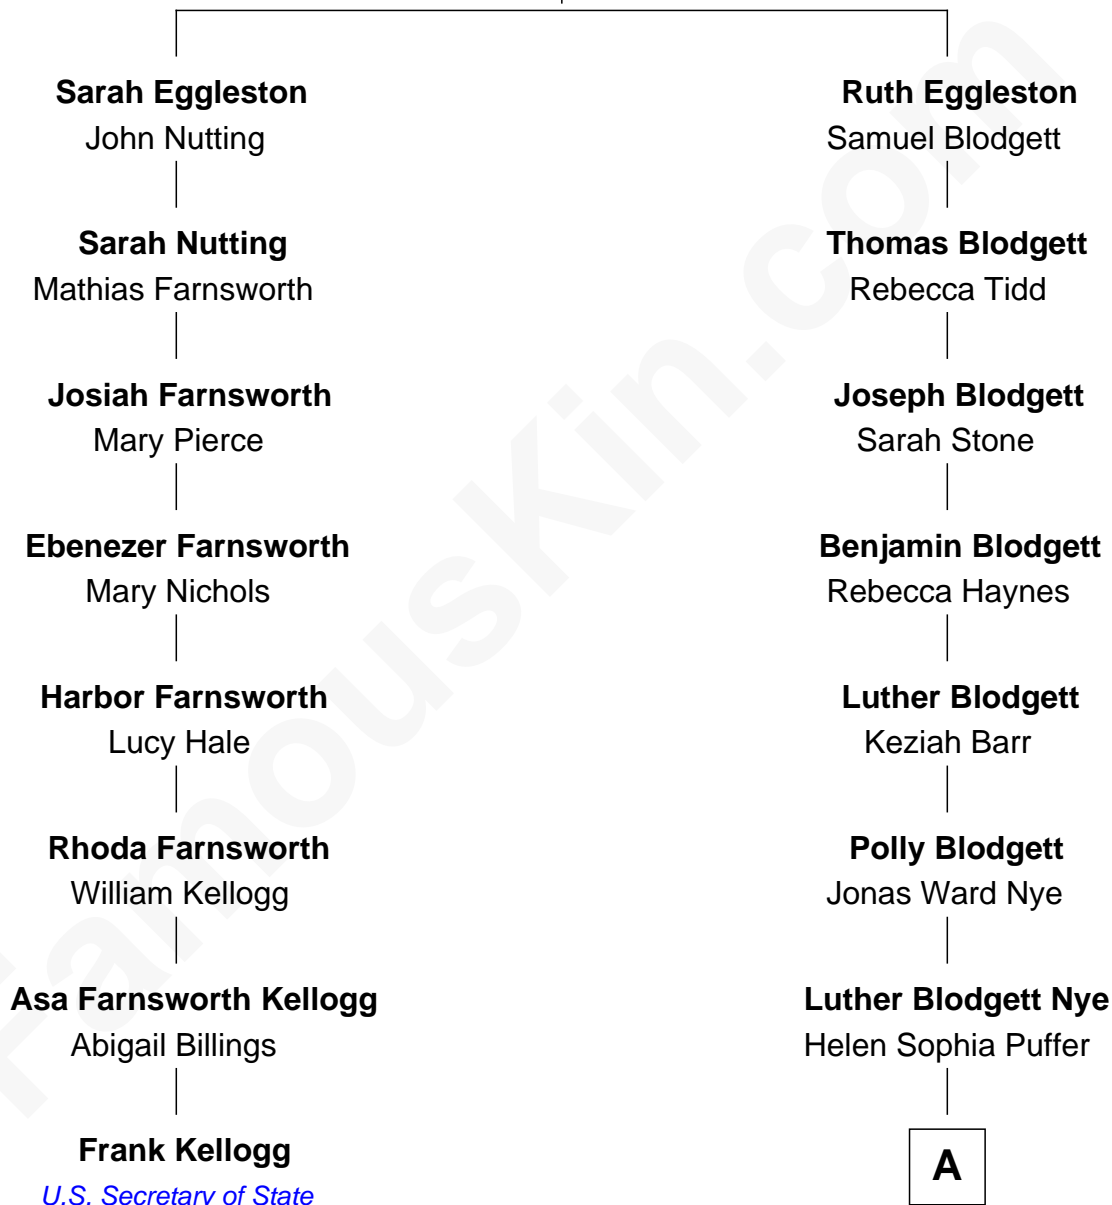 Sarah Eggleston
John Nutting
Ruth Eggleston
Samuel Blodgett
Sarah Nutting
Mathias Farnsworth
Thomas Blodgett
Rebecca Tidd
Josiah Farnsworth
Mary Pierce
Joseph Blodgett
Sarah Stone
Ebenezer Farnsworth
Mary Nichols
Benjamin Blodgett
Rebecca Haynes
Harbor Farnsworth
Lucy Hale
Luther Blodgett
Keziah Barr
Rhoda Farnsworth
William Kellogg
Polly Blodgett
Jonas Ward Nye
Asa Farnsworth Kellogg
Abigail Billings
Luther Blodgett Nye
Helen Sophia Puffer
Frank Kellogg
U.S. Secretary of State
A
FamousKin.com